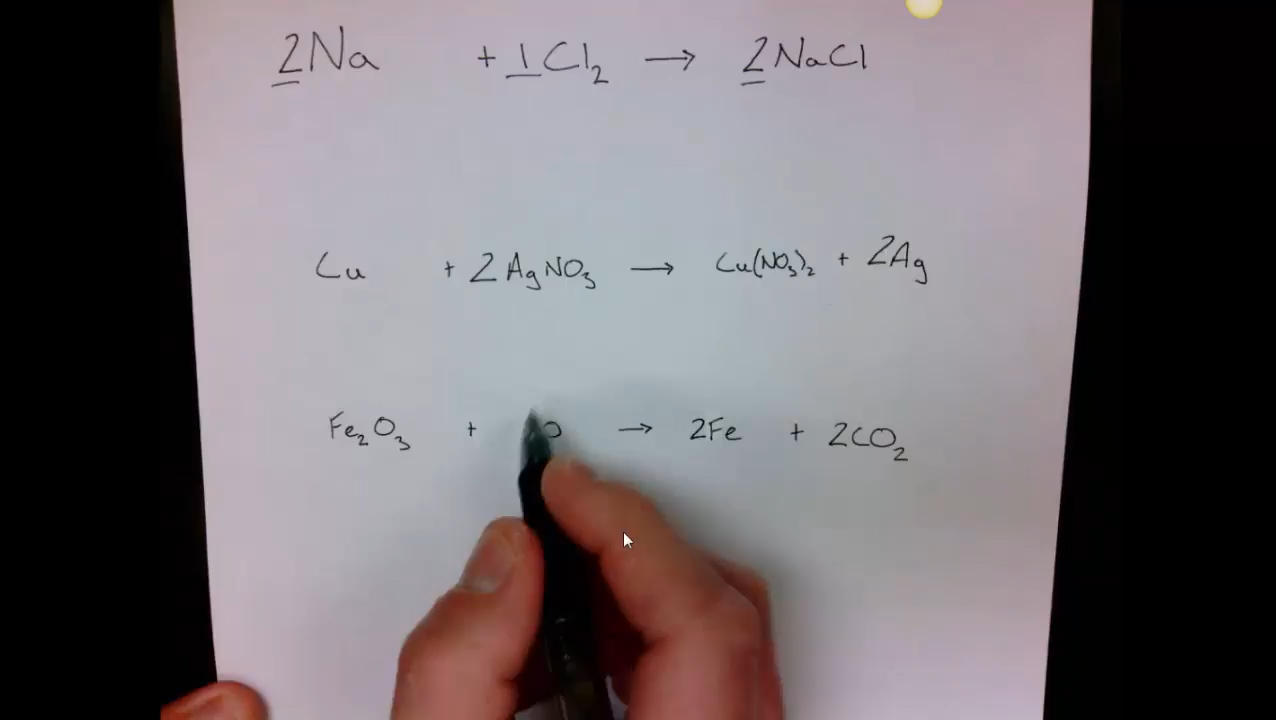 2Na + 1Cl₂ → 2NaCl
Cu + 2AgNO₃ → Cu(NO₃)₂ + 2Ag
Fe₂O₃ + O → 2Fe + 2CO₂